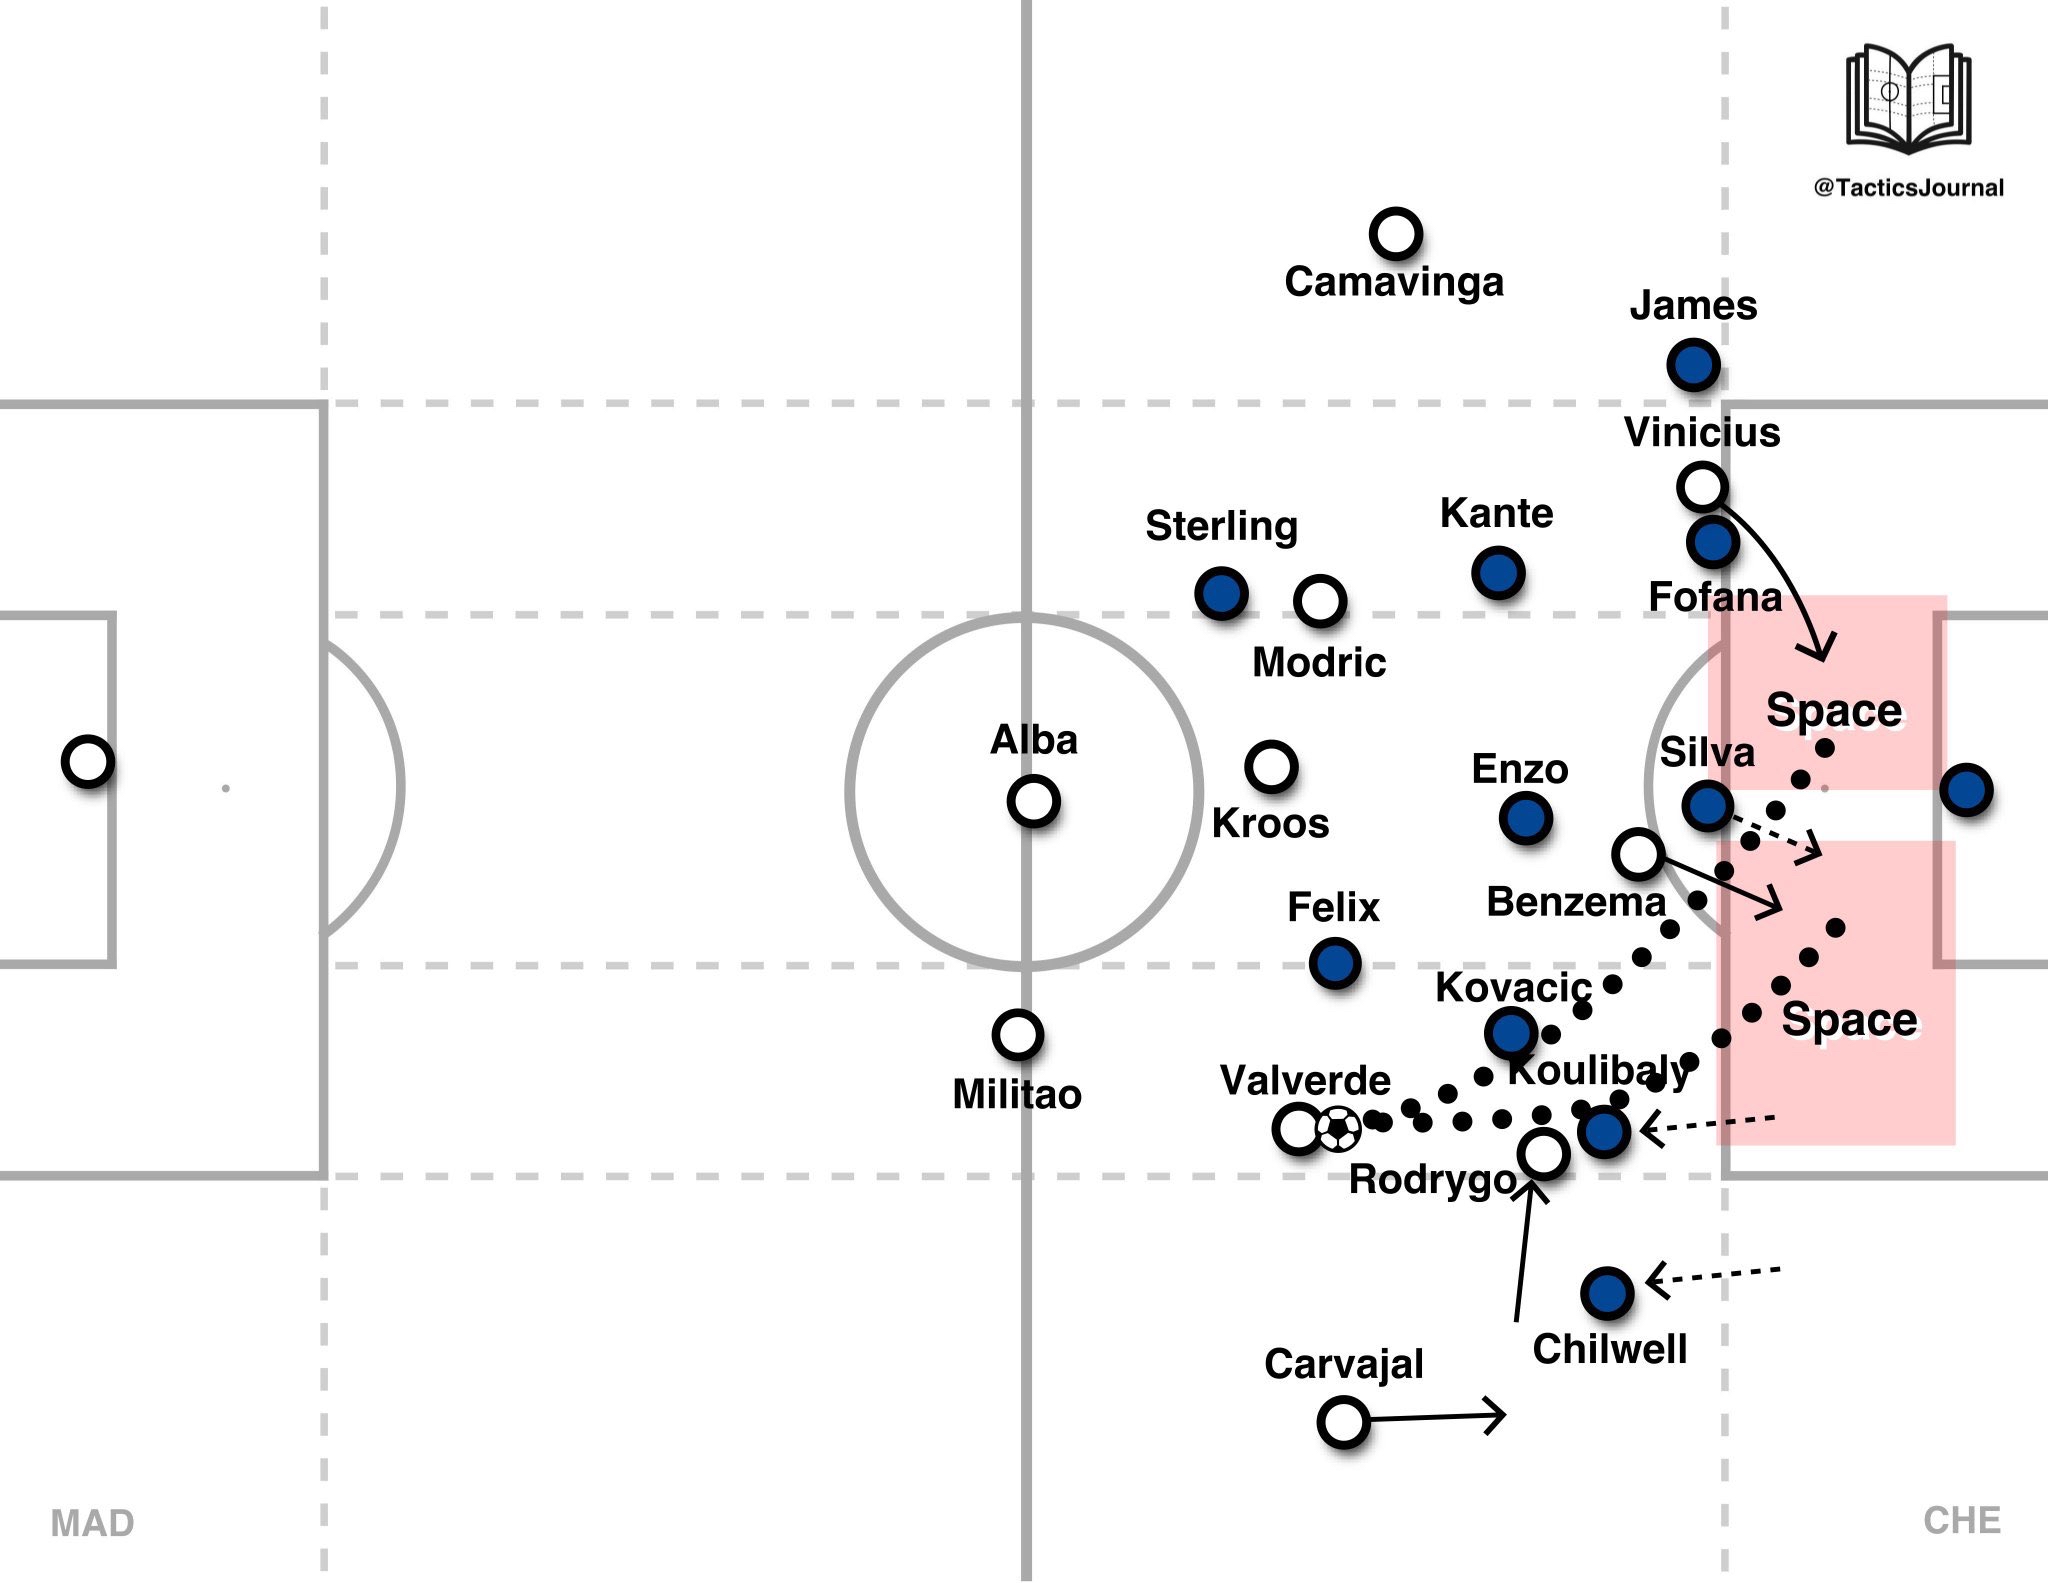 @TacticsJournal
Camavinga
James
Vinicius
Kante
Sterling
Fofana
Modric
Space
Alba
Silva
Enzo
Kroos
Benzema
Felix
Kovacic
Space
Koulibaly
Valverde
Militao
Rodrygo
Chilwell
Carvajal
MAD
CHE